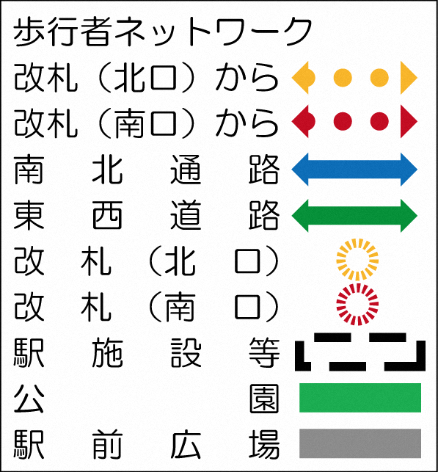 歩行者ネットワーク
改札（北口）から
改札（南口）から
南北通路
東西道路
改札（北口）
改札（南口）
駅施設等
公園
駅前広場